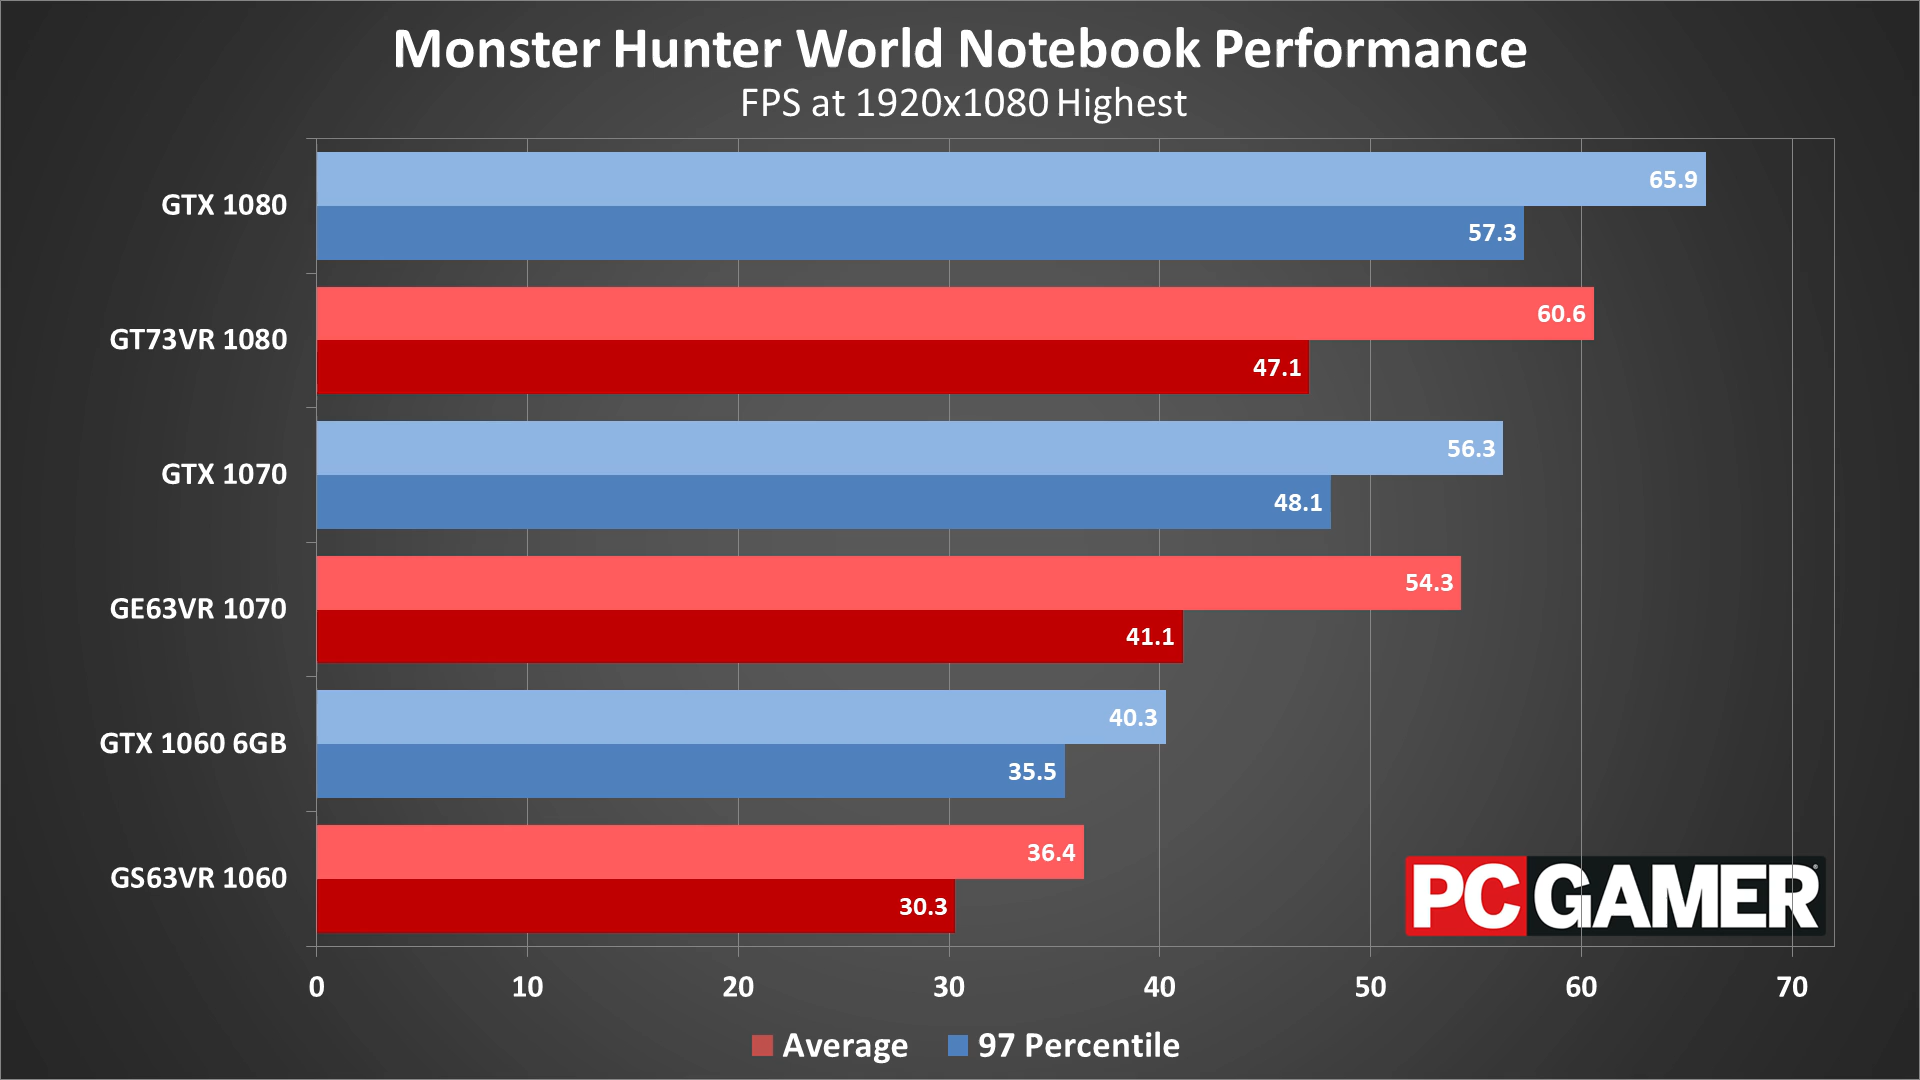 Monster Hunter World Notebook Performance
FPS at 1920x1080 Highest
GTX 1080
65.9
57.3
GT73VR 1080
60.6
47.1
GTX 1070
56.3
48.1
GE63VR 1070
54.3
41.1
GTX 1060 6GB
40.3
35.5
GS63VR 1060
36.4
30.3
PC GAMER
0 10 20 30 40 50 60 70
Average 97 Percentile